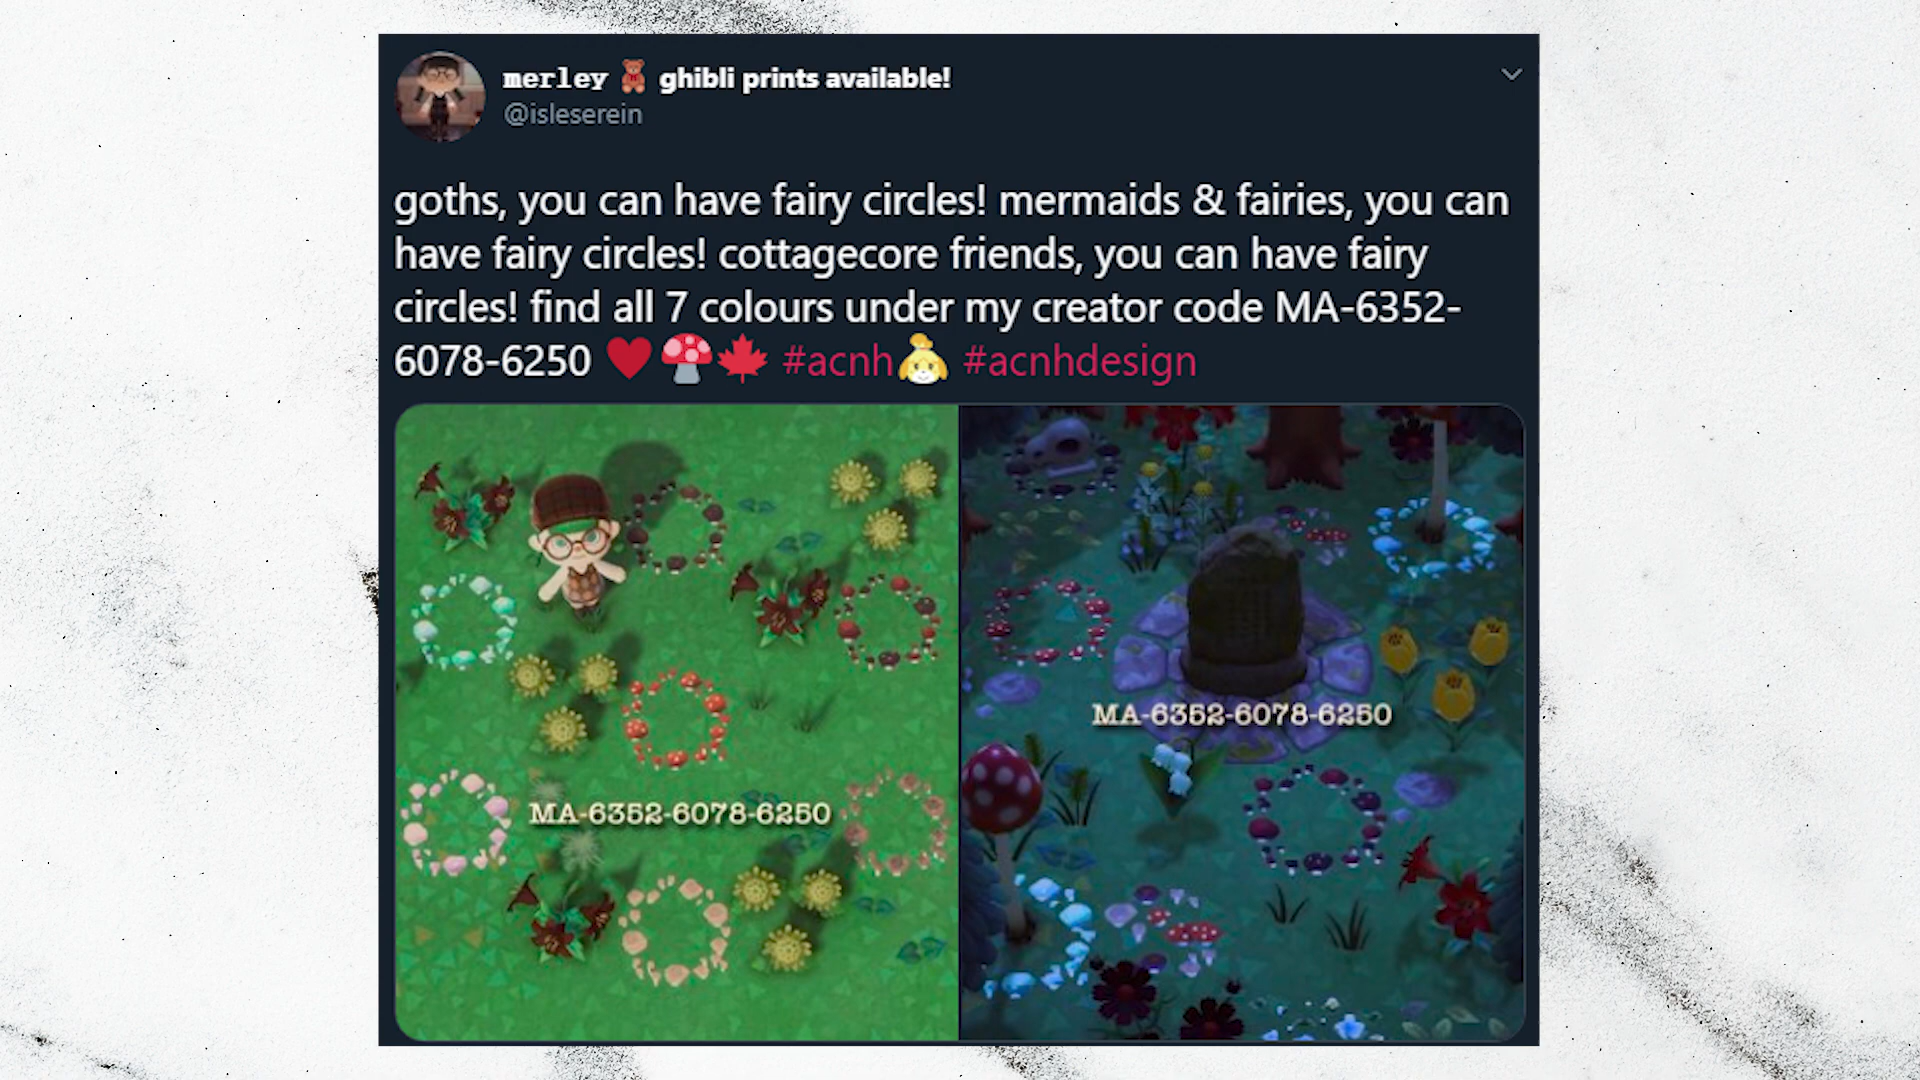 merley 🧸 ghibli prints available!
@isleserein
goths, you can have fairy circles! mermaids & fairies, you can
have fairy circles! cottagecore friends, you can have fairy
circles! find all 7 colours under my creator code MA-6352-
6078-6250 ❤️🍄🍁 #acnh #acnhdesign
MA-6352-6078-6250
MA-6352-6078-6250